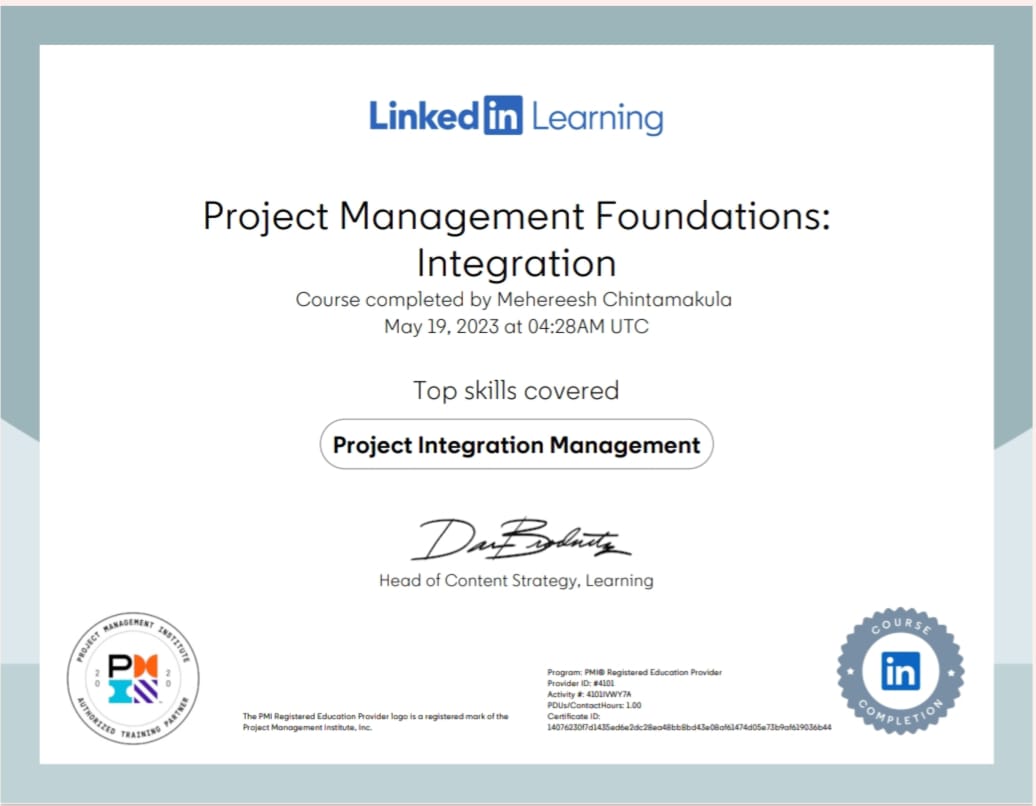 Linked in Learning
Project Management Foundations:
Integration
Course completed by Mehereesh Chintamakula
May 19, 2023 at 04:28AM UTC
Top skills covered
Project Integration Management
Dan Brodnitz
Head of Content Strategy, Learning
PROJECT MANAGEMENT INSTITUTE
20 20
AUTHORIZED TRAINING PARTNER
The PMI Registered Education Provider logo is a registered mark of the
Project Management Institute, Inc.
Program: PMI® Registered Education Provider
Provider ID: #4101
Activity #: 4101IVWY7A
PDUs/ContactHours: 1.00
Certificate ID:
14076230f7d1435ed6e2dc28ea48bb8bd43e08af61474d05e73b9af619036b44
COURSE
in
COMPLETION